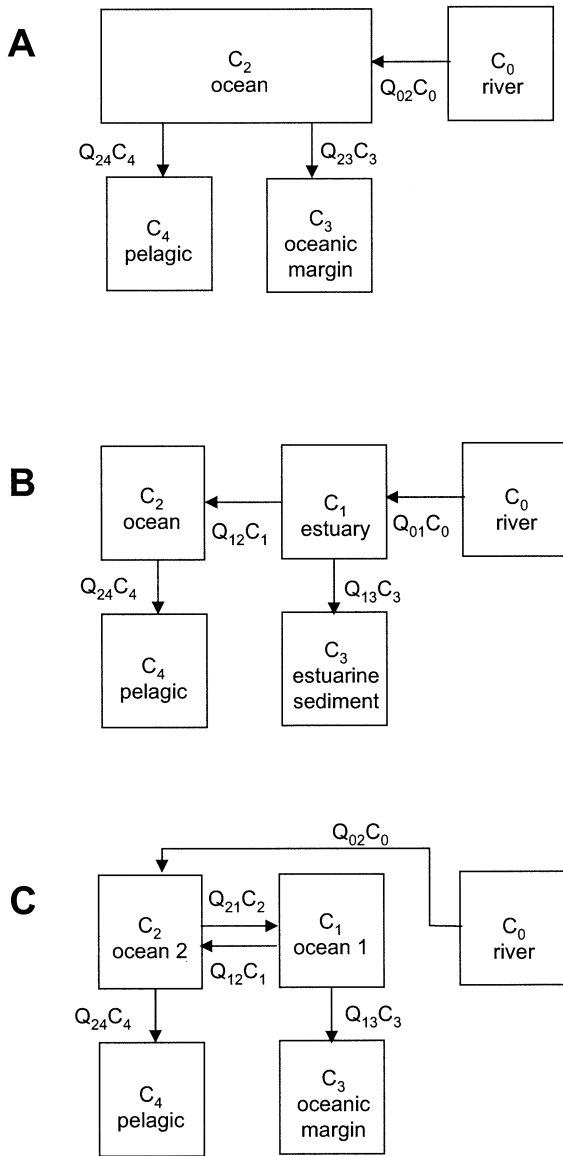 A
C₂
ocean
C₀
river
Q₀₂C₀
Q₂₄C₄
Q₂₃C₃
C₄
pelagic
C₃
oceanic
margin
B
C₂
ocean
C₁
estuary
C₀
river
Q₁₂C₁
Q₀₁C₀
Q₂₄C₄
Q₁₃C₃
C₄
pelagic
C₃
estuarine
sediment
C
Q₀₂C₀
C₂
ocean 2
Q₂₁C₂
Q₁₂C₁
C₁
ocean 1
C₀
river
Q₂₄C₄
Q₁₃C₃
C₄
pelagic
C₃
oceanic
margin